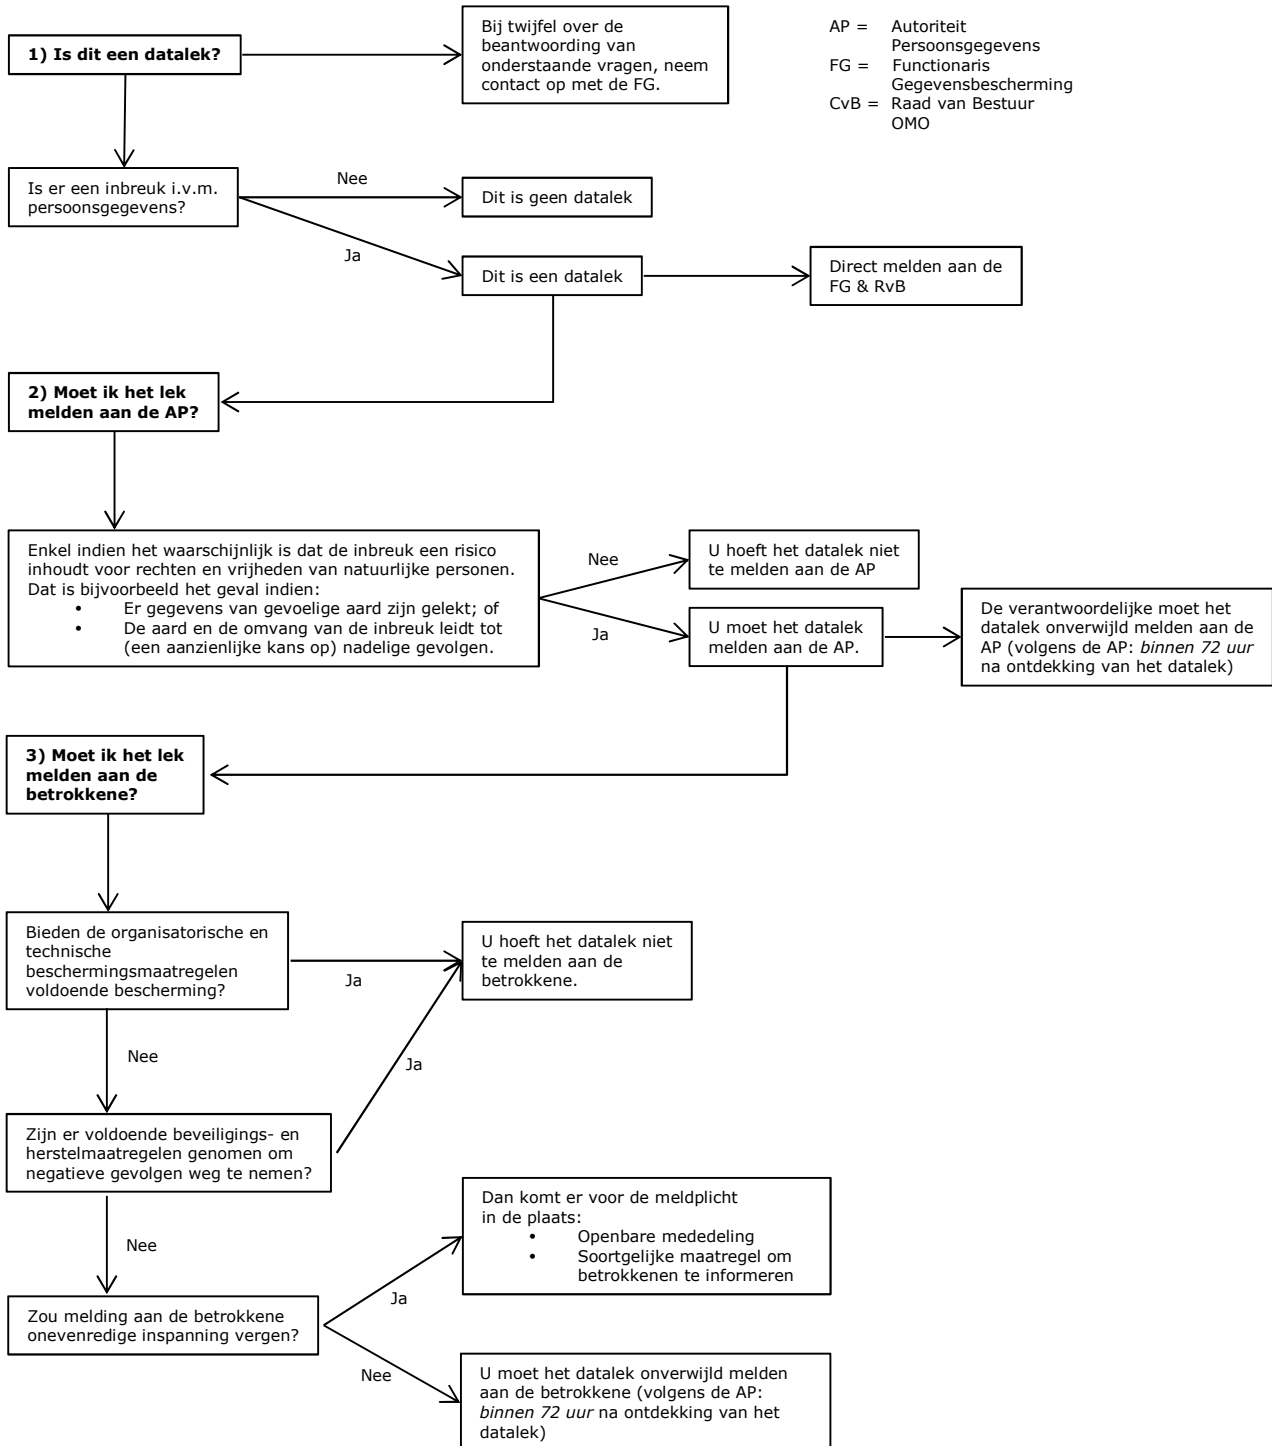 1) Is dit een datalek?
Bij twijfel over de
beantwoording van
onderstaande vragen, neem
contact op met de FG.
AP = Autoriteit
Persoonsgegevens
FG = Functionaris
Gegevensbescherming
CvB = Raad van Bestuur
OMO
Is er een inbreuk i.v.m.
persoonsgegevens?
Nee
Dit is geen datalek
Ja
Dit is een datalek
Direct melden aan de
FG & RvB
2) Moet ik het lek
melden aan de AP?
Enkel indien het waarschijnlijk is dat de inbreuk een risico
inhoudt voor rechten en vrijheden van natuurlijke personen.
Dat is bijvoorbeeld het geval indien:
• Er gegevens van gevoelige aard zijn gelekt; of
• De aard en de omvang van de inbreuk leidt tot
(een aanzienlijke kans op) nadelige gevolgen.
Nee
U hoeft het datalek niet
te melden aan de AP
Ja
U moet het datalek
melden aan de AP.
De verantwoordelijke moet het
datalek onverwijld melden aan de
AP (volgens de AP: binnen 72 uur
na ontdekking van het datalek)
3) Moet ik het lek
melden aan de
betrokkene?
Bieden de organisatorische en
technische
beschermingsmaatregelen
voldoende bescherming?
Ja
U hoeft het datalek niet
te melden aan de
betrokkene.
Nee
Ja
Zijn er voldoende beveiligings- en
herstelmaatregelen genomen om
negatieve gevolgen weg te nemen?
Nee
Dan komt er voor de meldplicht
in de plaats:
• Openbare mededeling
• Soortgelijke maatregel om
betrokkenen te informeren
Zou melding aan de betrokkene
onevenredige inspanning vergen?
Ja
Nee
U moet het datalek onverwijld melden
aan de betrokkene (volgens de AP:
binnen 72 uur na ontdekking van het
datalek)